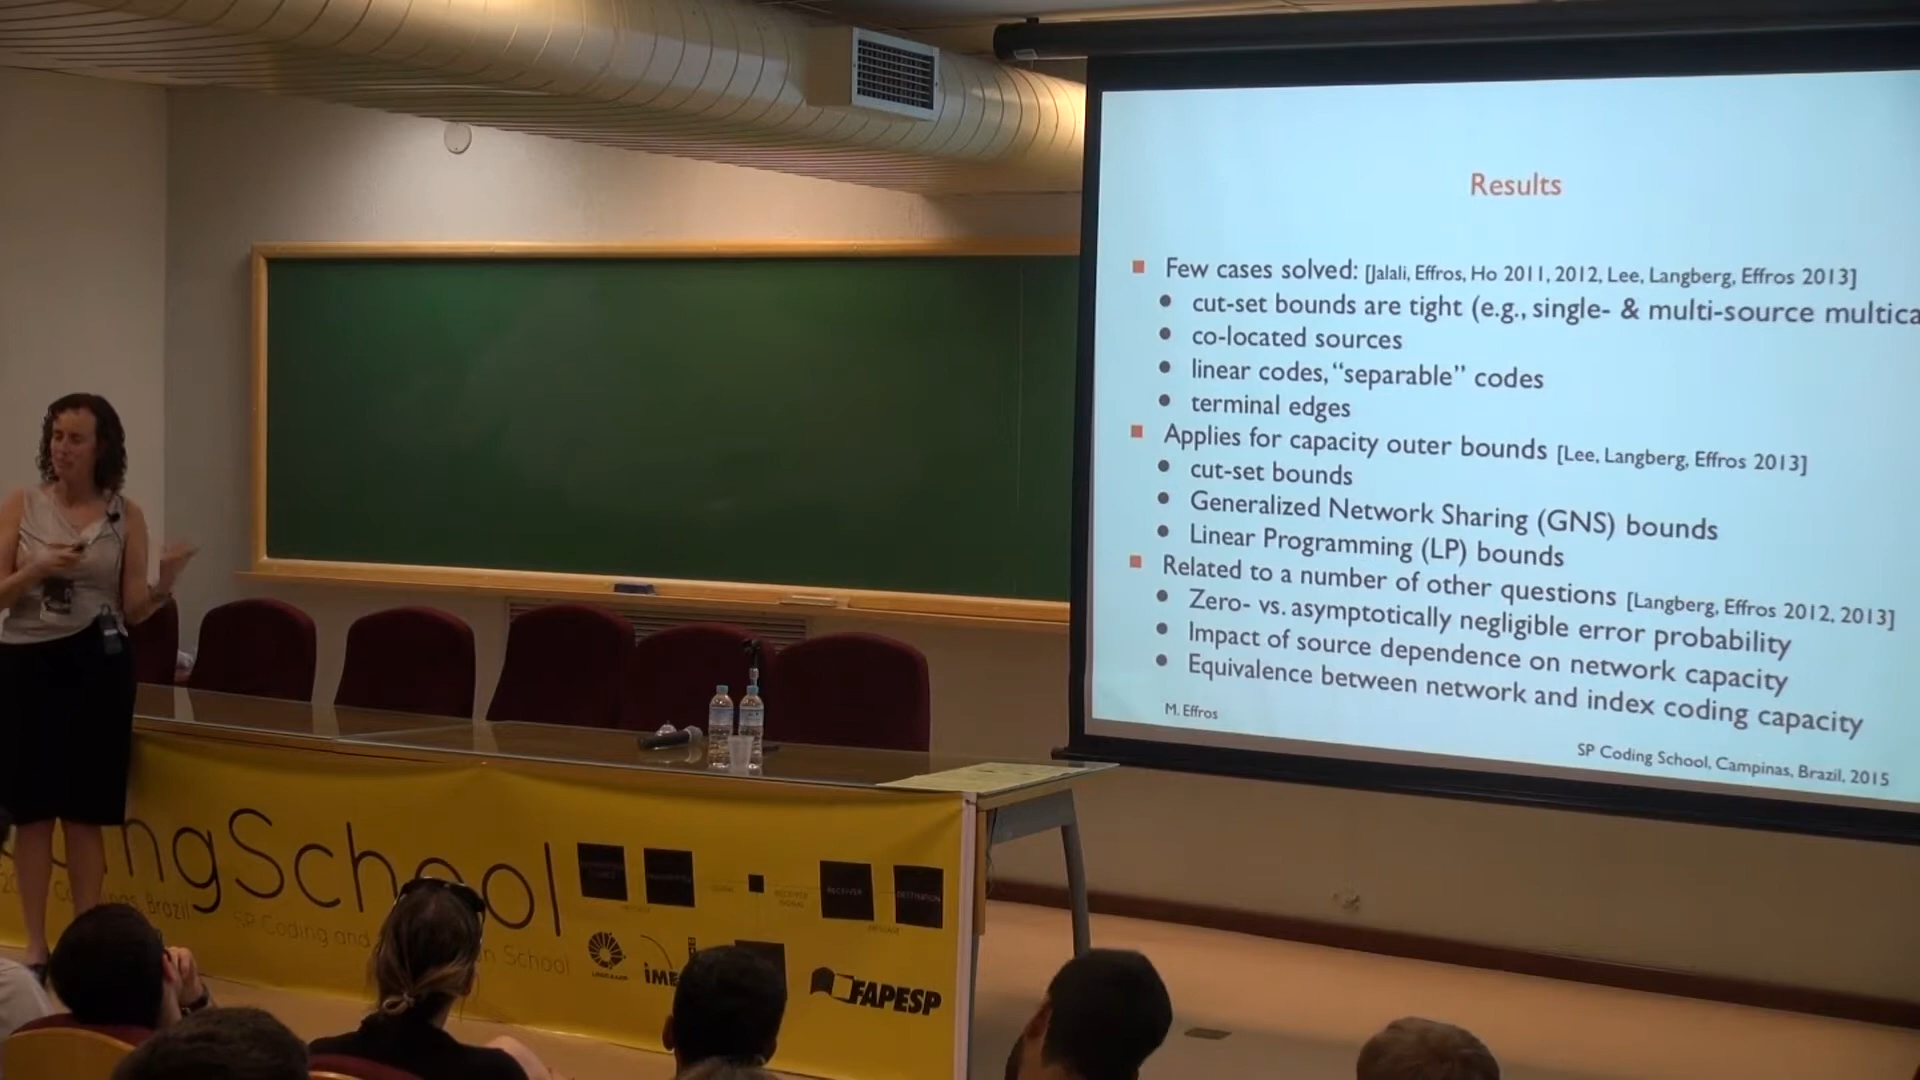 Results
Few cases solved: [Jalali, Effros, Ho 2011, 2012, Lee, Langberg, Effros 2013]
cut-set bounds are tight (e.g., single- & multi-source multica
co-located sources
linear codes, “separable” codes
terminal edges
Applies for capacity outer bounds [Lee, Langberg, Effros 2013]
cut-set bounds
Generalized Network Sharing (GNS) bounds
Linear Programming (LP) bounds
Related to a number of other questions [Langberg, Effros 2012, 2013]
Zero- vs. asymptotically negligible error probability
Impact of source dependence on network capacity
Equivalence between network and index coding capacity
M. Effros
SP Coding School, Campinas, Brazil, 2015
ngSchool
Brazil
SP Coding and
n School
RECEIVER
DESTINATION
FAPESP